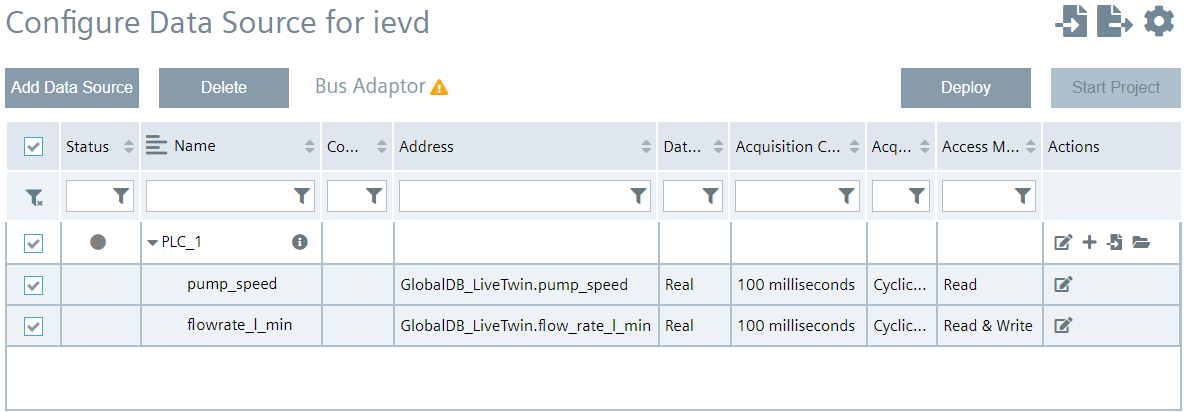 Configure Data Source for ievd
Add Data Source Delete Bus Adaptor Deploy Start Project
Status Name Co... Address Dat... Acquisition C... Acq... Access M... Actions
PLC_1
pump_speed GlobalDB_LiveTwin.pump_speed Real 100 milliseconds Cyclic... Read
flowrate_l_min GlobalDB_LiveTwin.flow_rate_l_min Real 100 milliseconds Cyclic... Read & Write